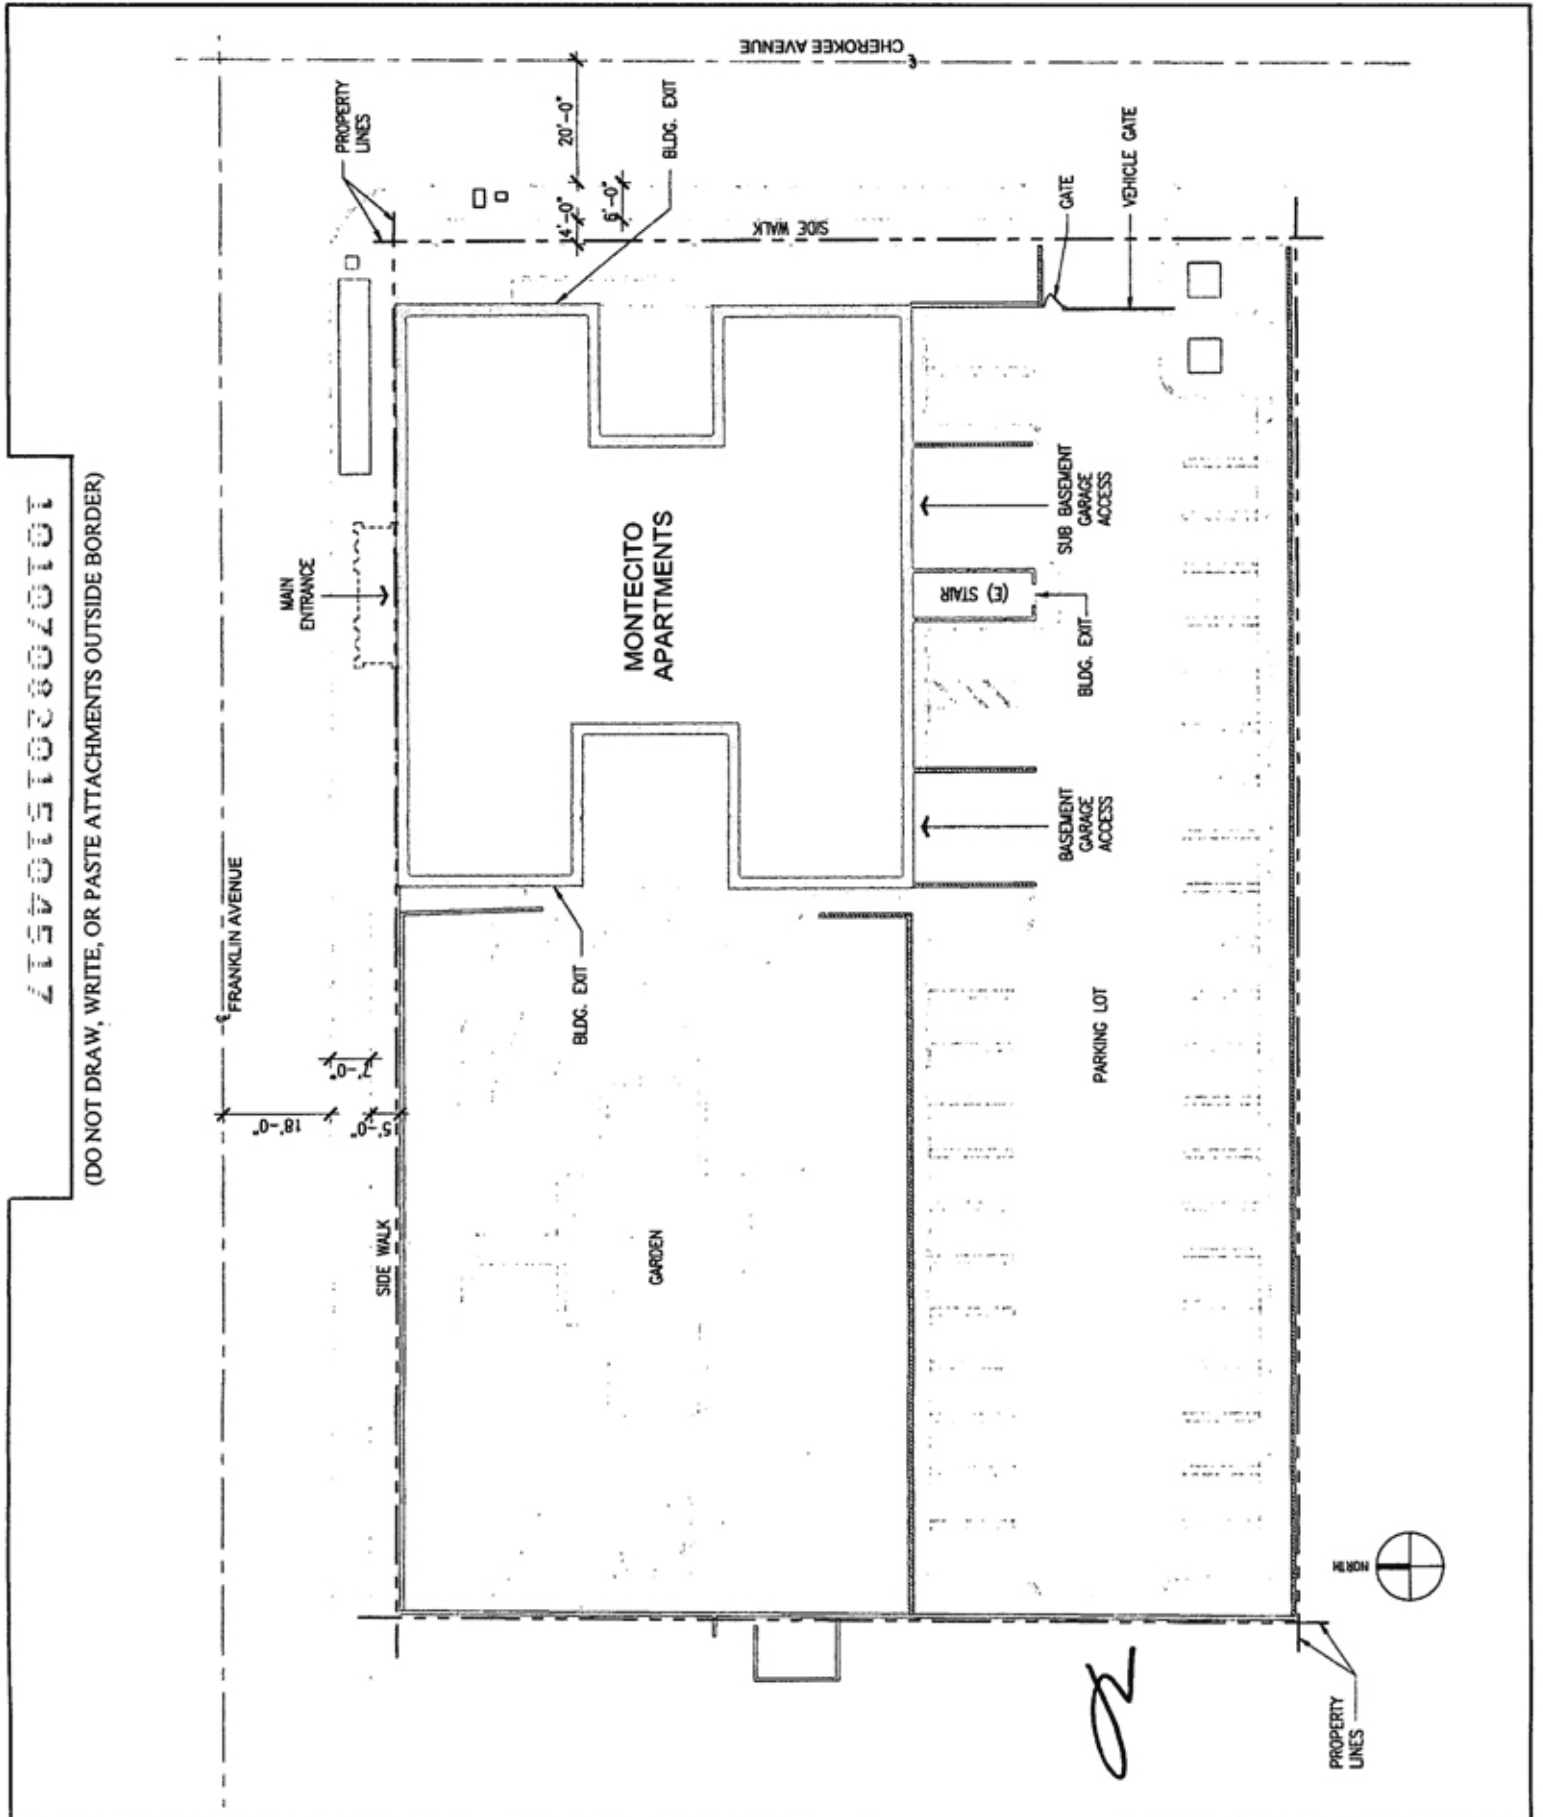 (DO NOT DRAW, WRITE, OR PASTE ATTACHMENTS OUTSIDE BORDER)
CHEROKEE AVENUE
PROPERTY
LINES
20'-0"
BLDG. EXIT
4'-0"
6'-0"
SIDE WALK
GATE
VEHICLE GATE
MAIN
ENTRANCE
MONTECITO
APARTMENTS
SUB BASEMENT
GARAGE
ACCESS
(E) STAIR
BLDG. EXIT
BASEMENT
GARAGE
ACCESS
FRANKLIN AVENUE
BLDG. EXIT
7'-0"
18'-0"
5'-0"
SIDE WALK
GARDEN
PARKING LOT
NORTH
PROPERTY
LINES